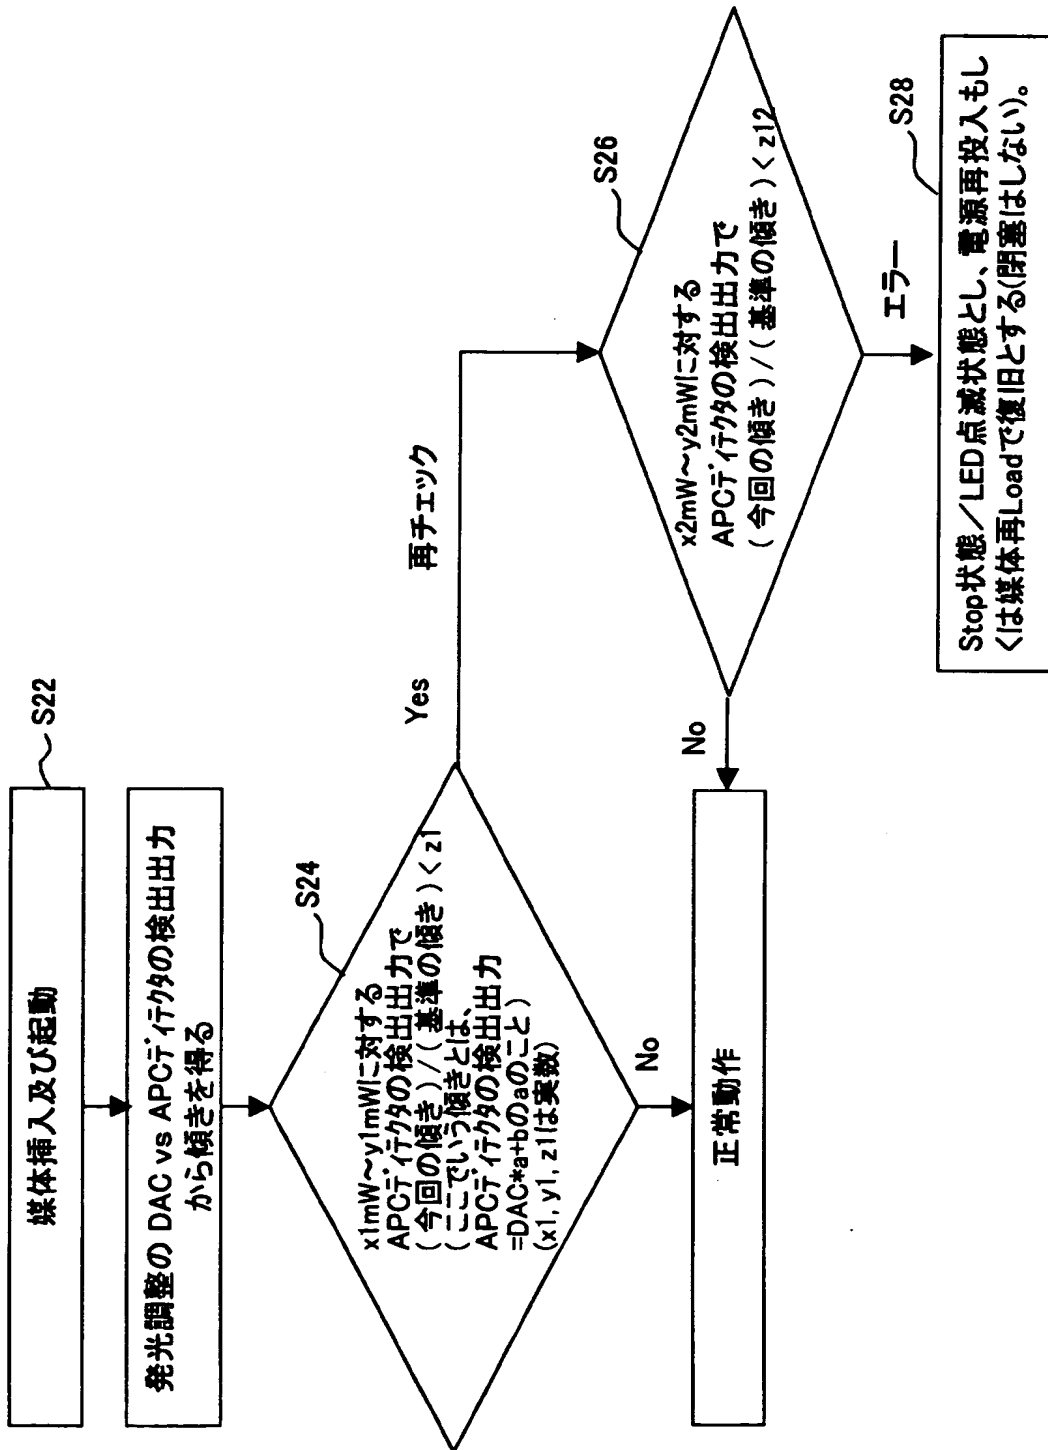 媒体挿入及び起動
S22
発光調整の DAC vs APCディテクタの検出出力
から傾きを得る
S24
x1mW～y1mWに対する
APCディテクタの検出出力で
(今回の傾き)/(基準の傾き)< z1
(ここでいう傾きとは、
APCディテクタの検出出力
=DAC*a+bのaのこと)
(x1, y1, z1は実数)
Yes
再チェック
No
正常動作
S26
x2mW～y2mWに対する
APCディテクタの検出出力で
(今回の傾き)/(基準の傾き)< z12
No
エラー
S28
Stop状態／LED点滅状態とし、電源再投入もし
くは媒体再Loadで復旧とする(閉塞はしない)。